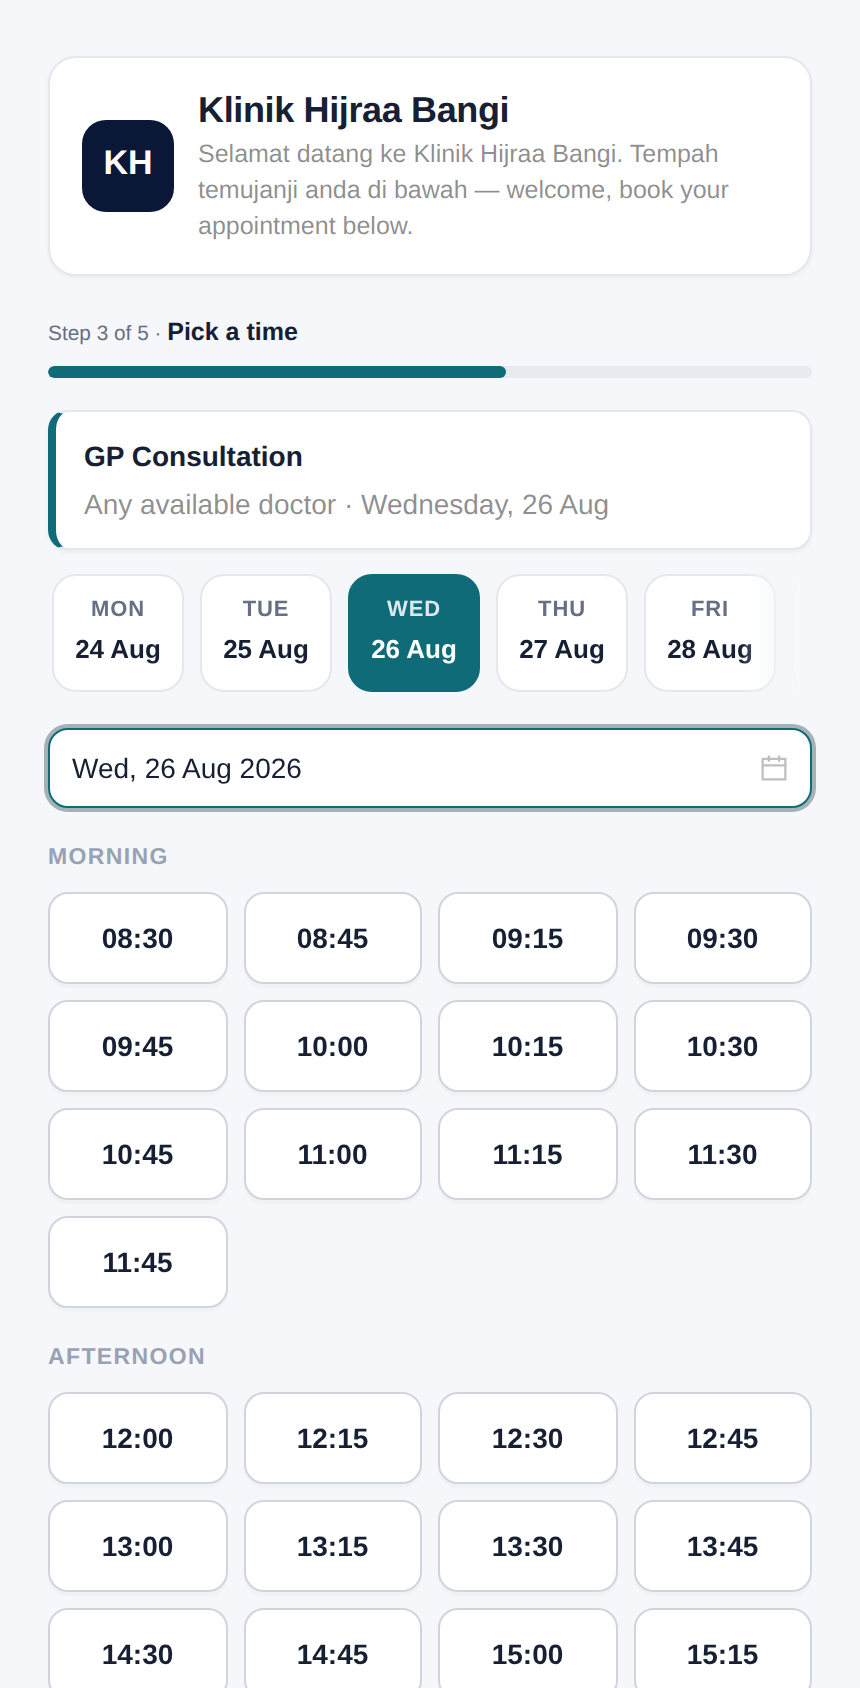 KH
Klinik Hijraa Bangi
Selamat datang ke Klinik Hijraa Bangi. Tempah
temujanji anda di bawah — welcome, book your
appointment below.
Step 3 of 5 · Pick a time
GP Consultation
Any available doctor · Wednesday, 26 Aug
MON TUE WED THU FRI
24 Aug 25 Aug 26 Aug 27 Aug 28 Aug
Wed, 26 Aug 2026
MORNING
08:30 08:45 09:15 09:30
09:45 10:00 10:15 10:30
10:45 11:00 11:15 11:30
11:45
AFTERNOON
12:00 12:15 12:30 12:45
13:00 13:15 13:30 13:45
14:30 14:45 15:00 15:15